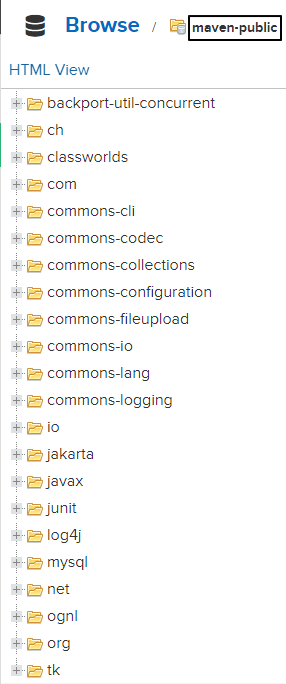 Browse / maven-public
HTML View
backport-util-concurrent
ch
classworlds
com
commons-cli
commons-codec
commons-collections
commons-configuration
commons-fileupload
commons-io
commons-lang
commons-logging
io
jakarta
javax
junit
log4j
mysql
net
ognl
org
tk